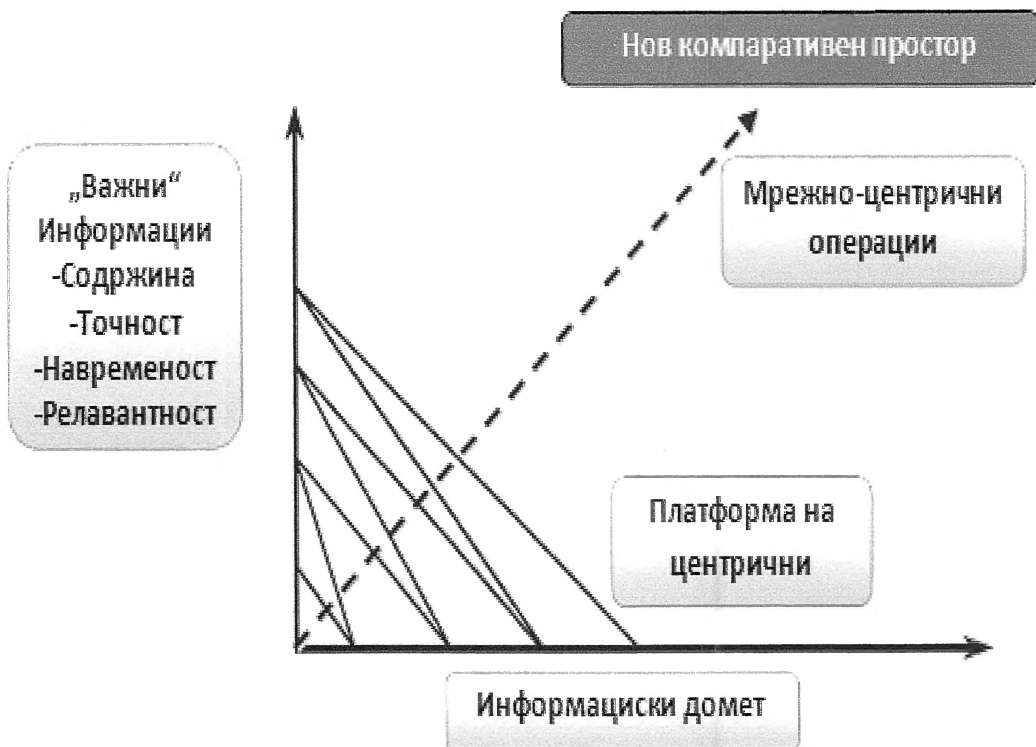 Нов компаративен простор
„Важни“
Информации
-Содржина
-Точност
-Навременост
-Релавантност
Мрежно-центрични
операции
Платформа на
центрични
Информациски домет